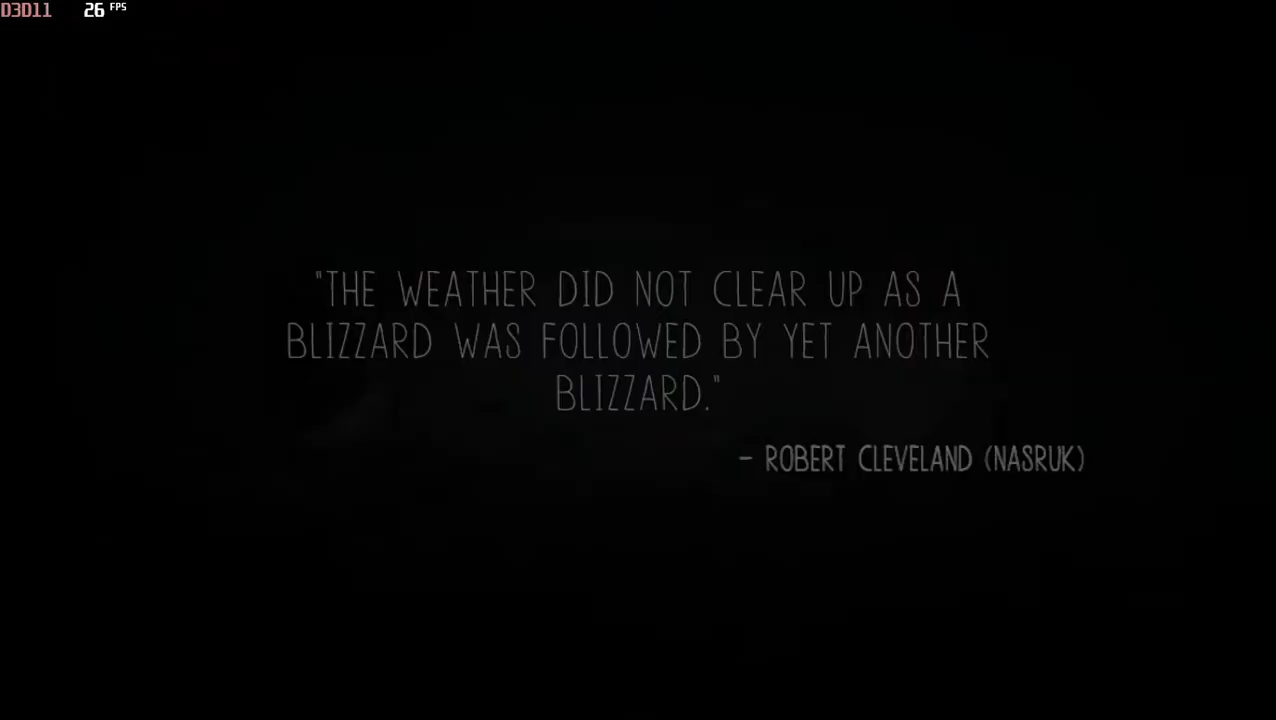 D3D11 26 FPS
"THE WEATHER DID NOT CLEAR UP AS A
BLIZZARD WAS FOLLOWED BY YET ANOTHER
BLIZZARD."
– ROBERT CLEVELAND (NASRUK)